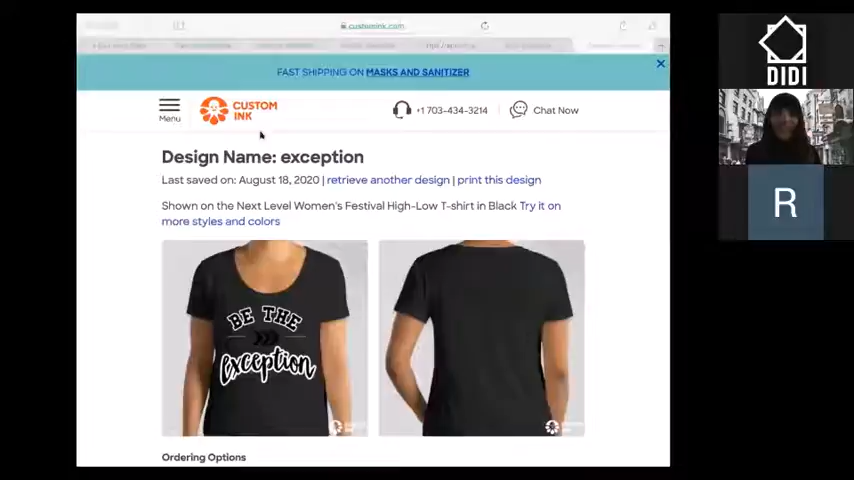 customink.com
FAST SHIPPING ON MASKS AND SANITIZER
Menu
CUSTOM
INK
+1 703-434-3214
Chat Now
Design Name: exception
Last saved on: August 18, 2020 | retrieve another design | print this design
Shown on the Next Level Women's Festival High-Low T-shirt in Black Try it on
more styles and colors
BE THE
exception
Ordering Options
DIDI
R